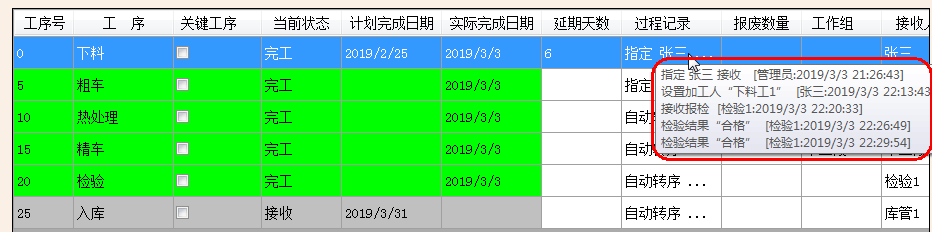 工序号 工 序 关键工序 当前状态 计划完成日期 实际完成日期 延期天数 过程记录 报废数量 工作组 接收
0 下料 完工 2019/2/25 2019/3/3 6 指定 张三 张三
5 粗车 完工 2019/3/3 指定
10 热处理 完工 2019/3/3 自动
15 精车 完工 2019/3/3 自动
20 检验 完工 2019/3/3 自动转序 ... 检验1
25 入库 接收 2019/3/31 自动转序 ... 库管1
指定 张三 接收 [管理员:2019/3/3 21:26:43]
设置加工人“下料工1” [张三:2019/3/3 22:13:43
接收报检 [检验1:2019/3/3 22:20:33]
检验结果“合格” [检验1:2019/3/3 22:26:49]
检验结果“合格” [检验1:2019/3/3 22:29:54]